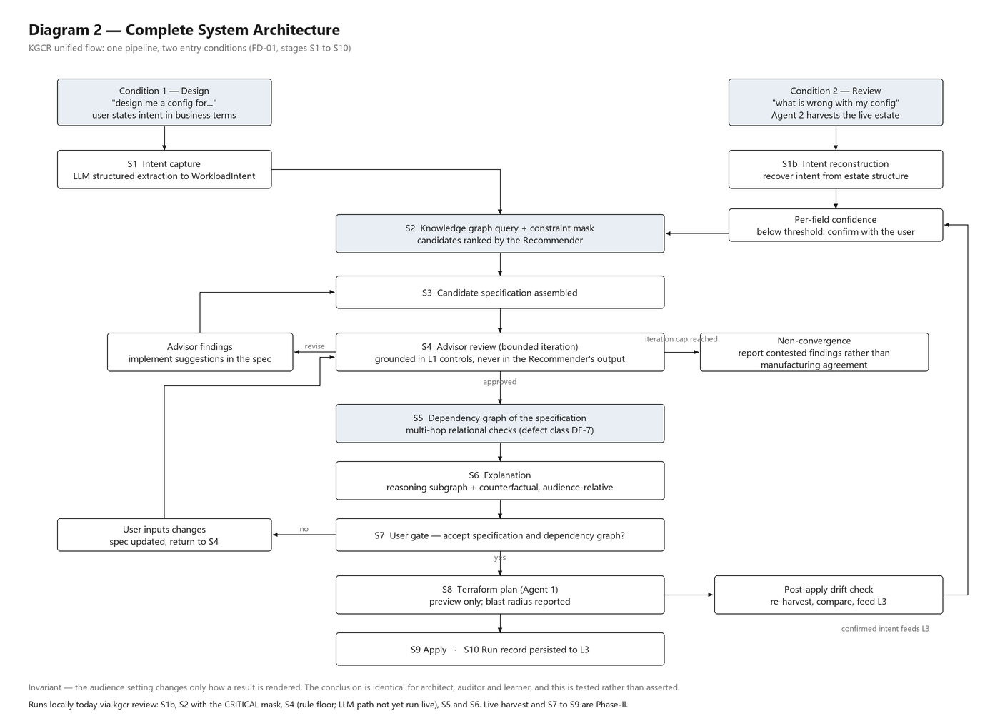 Diagram 2 — Complete System Architecture
KGCR unified flow: one pipeline, two entry conditions (FD-01, stages S1 to S10)
Condition 1 — Design
"design me a config for..."
user states intent in business terms
Condition 2 — Review
"what is wrong with my config"
Agent 2 harvests the live estate
S1  Intent capture
LLM structured extraction to WorkloadIntent
S1b  Intent reconstruction
recover intent from estate structure
Per-field confidence
below threshold: confirm with the user
S2  Knowledge graph query + constraint mask
candidates ranked by the Recommender
S3  Candidate specification assembled
Advisor findings
implement suggestions in the spec
revise
S4  Advisor review (bounded iteration)
grounded in L1 controls, never in the Recommender's output
iteration cap reached
Non-convergence
report contested findings rather than
manufacturing agreement
approved
S5  Dependency graph of the specification
multi-hop relational checks (defect class DF-7)
S6  Explanation
reasoning subgraph + counterfactual, audience-relative
User inputs changes
spec updated, return to S4
no
S7  User gate — accept specification and dependency graph?
yes
S8  Terraform plan (Agent 1)
preview only; blast radius reported
Post-apply drift check
re-harvest, compare, feed L3
confirmed intent feeds L3
S9 Apply  ·  S10 Run record persisted to L3
Invariant — the audience setting changes only how a result is rendered. The conclusion is identical for architect, auditor and learner, and this is tested rather than asserted.
Runs locally today via kgcr review: S1b, S2 with the CRITICAL mask, S4 (rule floor; LLM path not yet run live), S5 and S6. Live harvest and S7 to S9 are Phase-II.